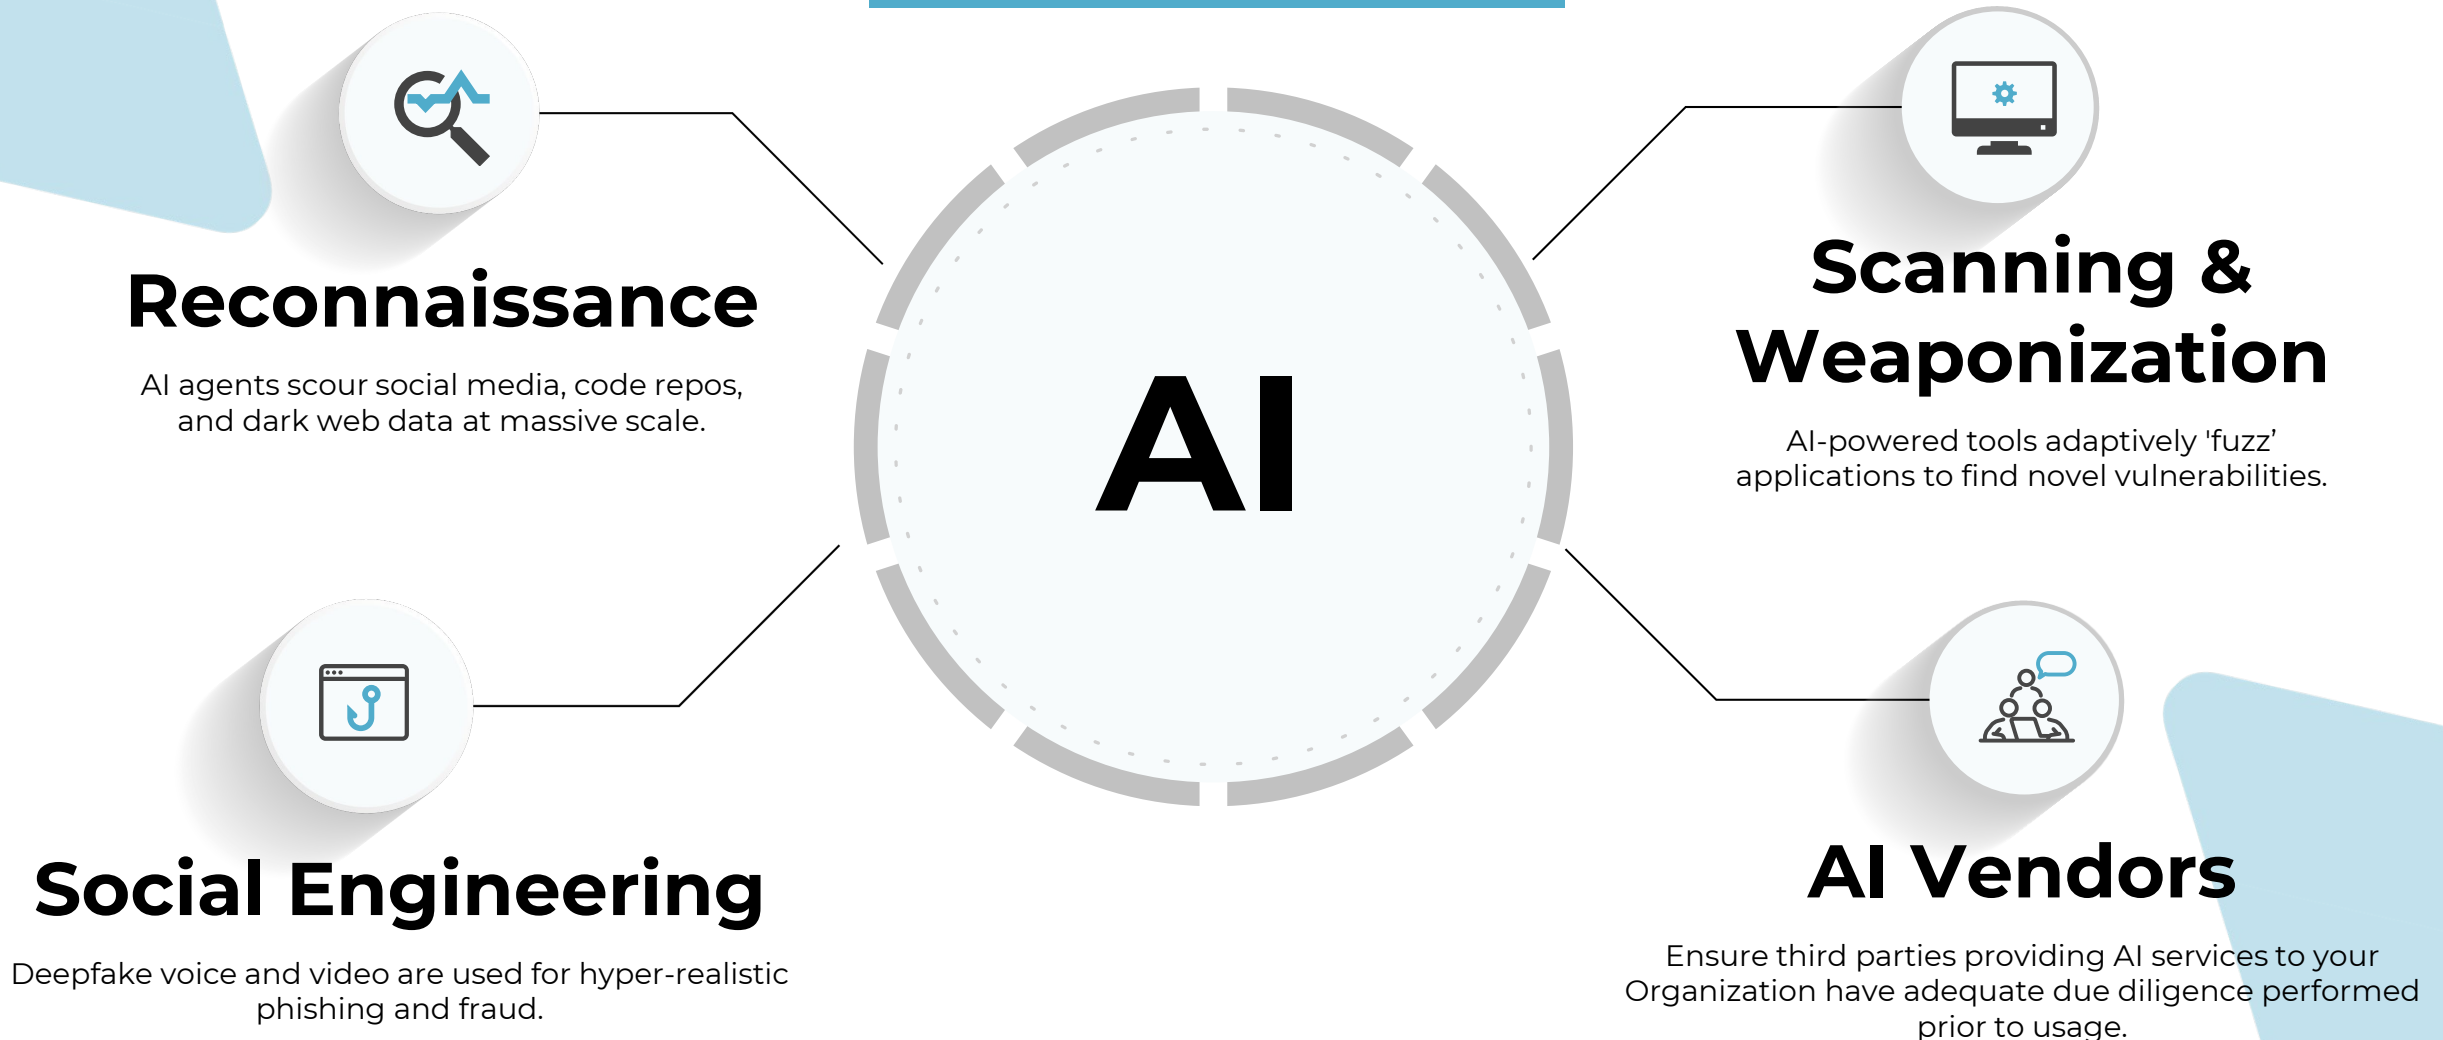 Reconnaissance
AI agents scour social media, code repos,
and dark web data at massive scale.
Scanning &
Weaponization
AI-powered tools adaptively 'fuzz’
applications to find novel vulnerabilities.
AI
Social Engineering
Deepfake voice and video are used for hyper-realistic
phishing and fraud.
AI Vendors
Ensure third parties providing AI services to your
Organization have adequate due diligence performed
prior to usage.